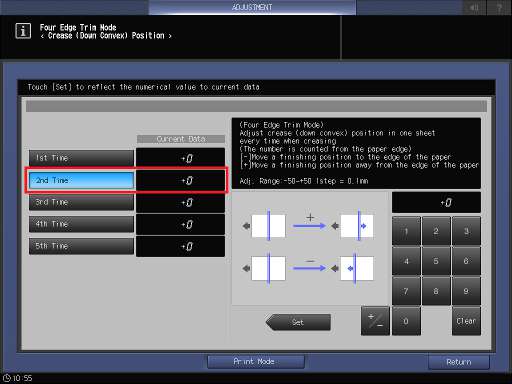 ADJUSTMENT
?
i
Four Edge Trim Mode
< Crease (Down Convex) Position >
Touch [Set] to reflect the numerical value to current data
Current Data
1st Time +0
2nd Time +0
3rd Time +0
4th Time +0
5th Time +0
(Four Edge Trim Mode)
Adjust crease (down convex) position in one sheet
every time when creasing
(The number is counted from the paper edge)
[-]Move a finishing position to the edge of the paper
[+]Move a finishing position away from the edge of the paper
Adj. Range:-50~+50 1step = 0.1mm
+
−
Set
+0
1 2 3
4 5 6
7 8 9
+/− 0 Clear
Print Mode
Return
10:55